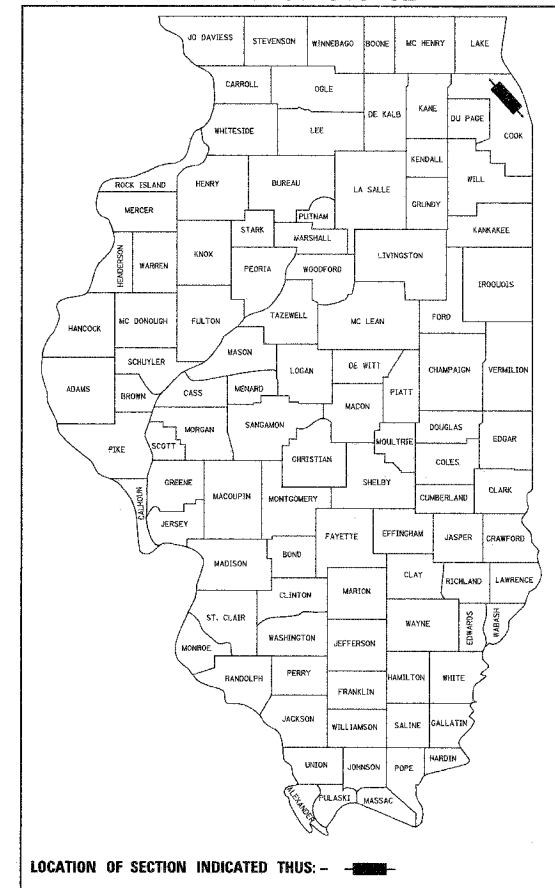 JO DAVIESS STEVENSON WINNEBAGO BOONE MC HENRY LAKE
CARROLL OGLE DE KALB KANE DU PAGE COOK
WHITESIDE LEE KENDALL WILL
ROCK ISLAND HENRY BUREAU LA SALLE GRUNDY
MERCER STARK PUTNAM KANKAKEE
HENDERSON WARREN KNOX PEORIA MARSHALL LIVINGSTON
WOODFORD IROQUOIS
HANCOCK MC DONOUGH FULTON TAZEWELL MC LEAN FORD
SCHUYLER MASON LOGAN DE WITT CHAMPAIGN VERMILION
ADAMS BROWN CASS MENARD MACON PIATT
PIKE SCOTT MORGAN SANGAMON MOULTRIE DOUGLAS EDGAR
CHRISTIAN COLES
CALHOUN GREENE MACOUPIN MONTGOMERY SHELBY CUMBERLAND CLARK
JERSEY FAYETTE EFFINGHAM JASPER CRAWFORD
MADISON BOND CLAY
CLINTON MARION RICHLAND LAWRENCE
ST. CLAIR WASHINGTON JEFFERSON WAYNE EDWARDS WABASH
MONROE
RANDOLPH PERRY HAMILTON WHITE
FRANKLIN
JACKSON WILLIAMSON SALINE GALLATIN
UNION JOHNSON POPE HARDIN
ALEXANDER PULASKI MASSAC
LOCATION OF SECTION INDICATED THUS: -